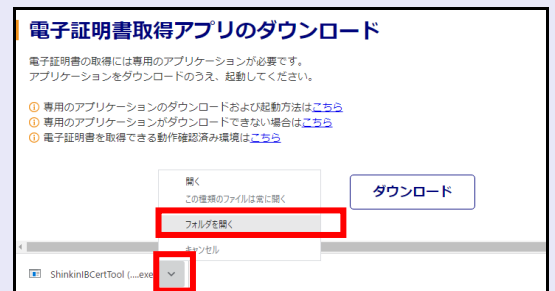 電子証明書取得アプリのダウンロード
電子証明書の取得には専用のアプリケーションが必要です。
アプリケーションをダウンロードのうえ、起動してください。
専用のアプリケーションのダウンロードおよび起動方法はこちら
専用のアプリケーションがダウンロードできない場合はこちら
電子証明書を取得できる動作確認済み環境はこちら
開く
この種類のファイルは常に開く
フォルダを開く
キャンセル
ダウンロード
ShinkinIBCertTool (....exe